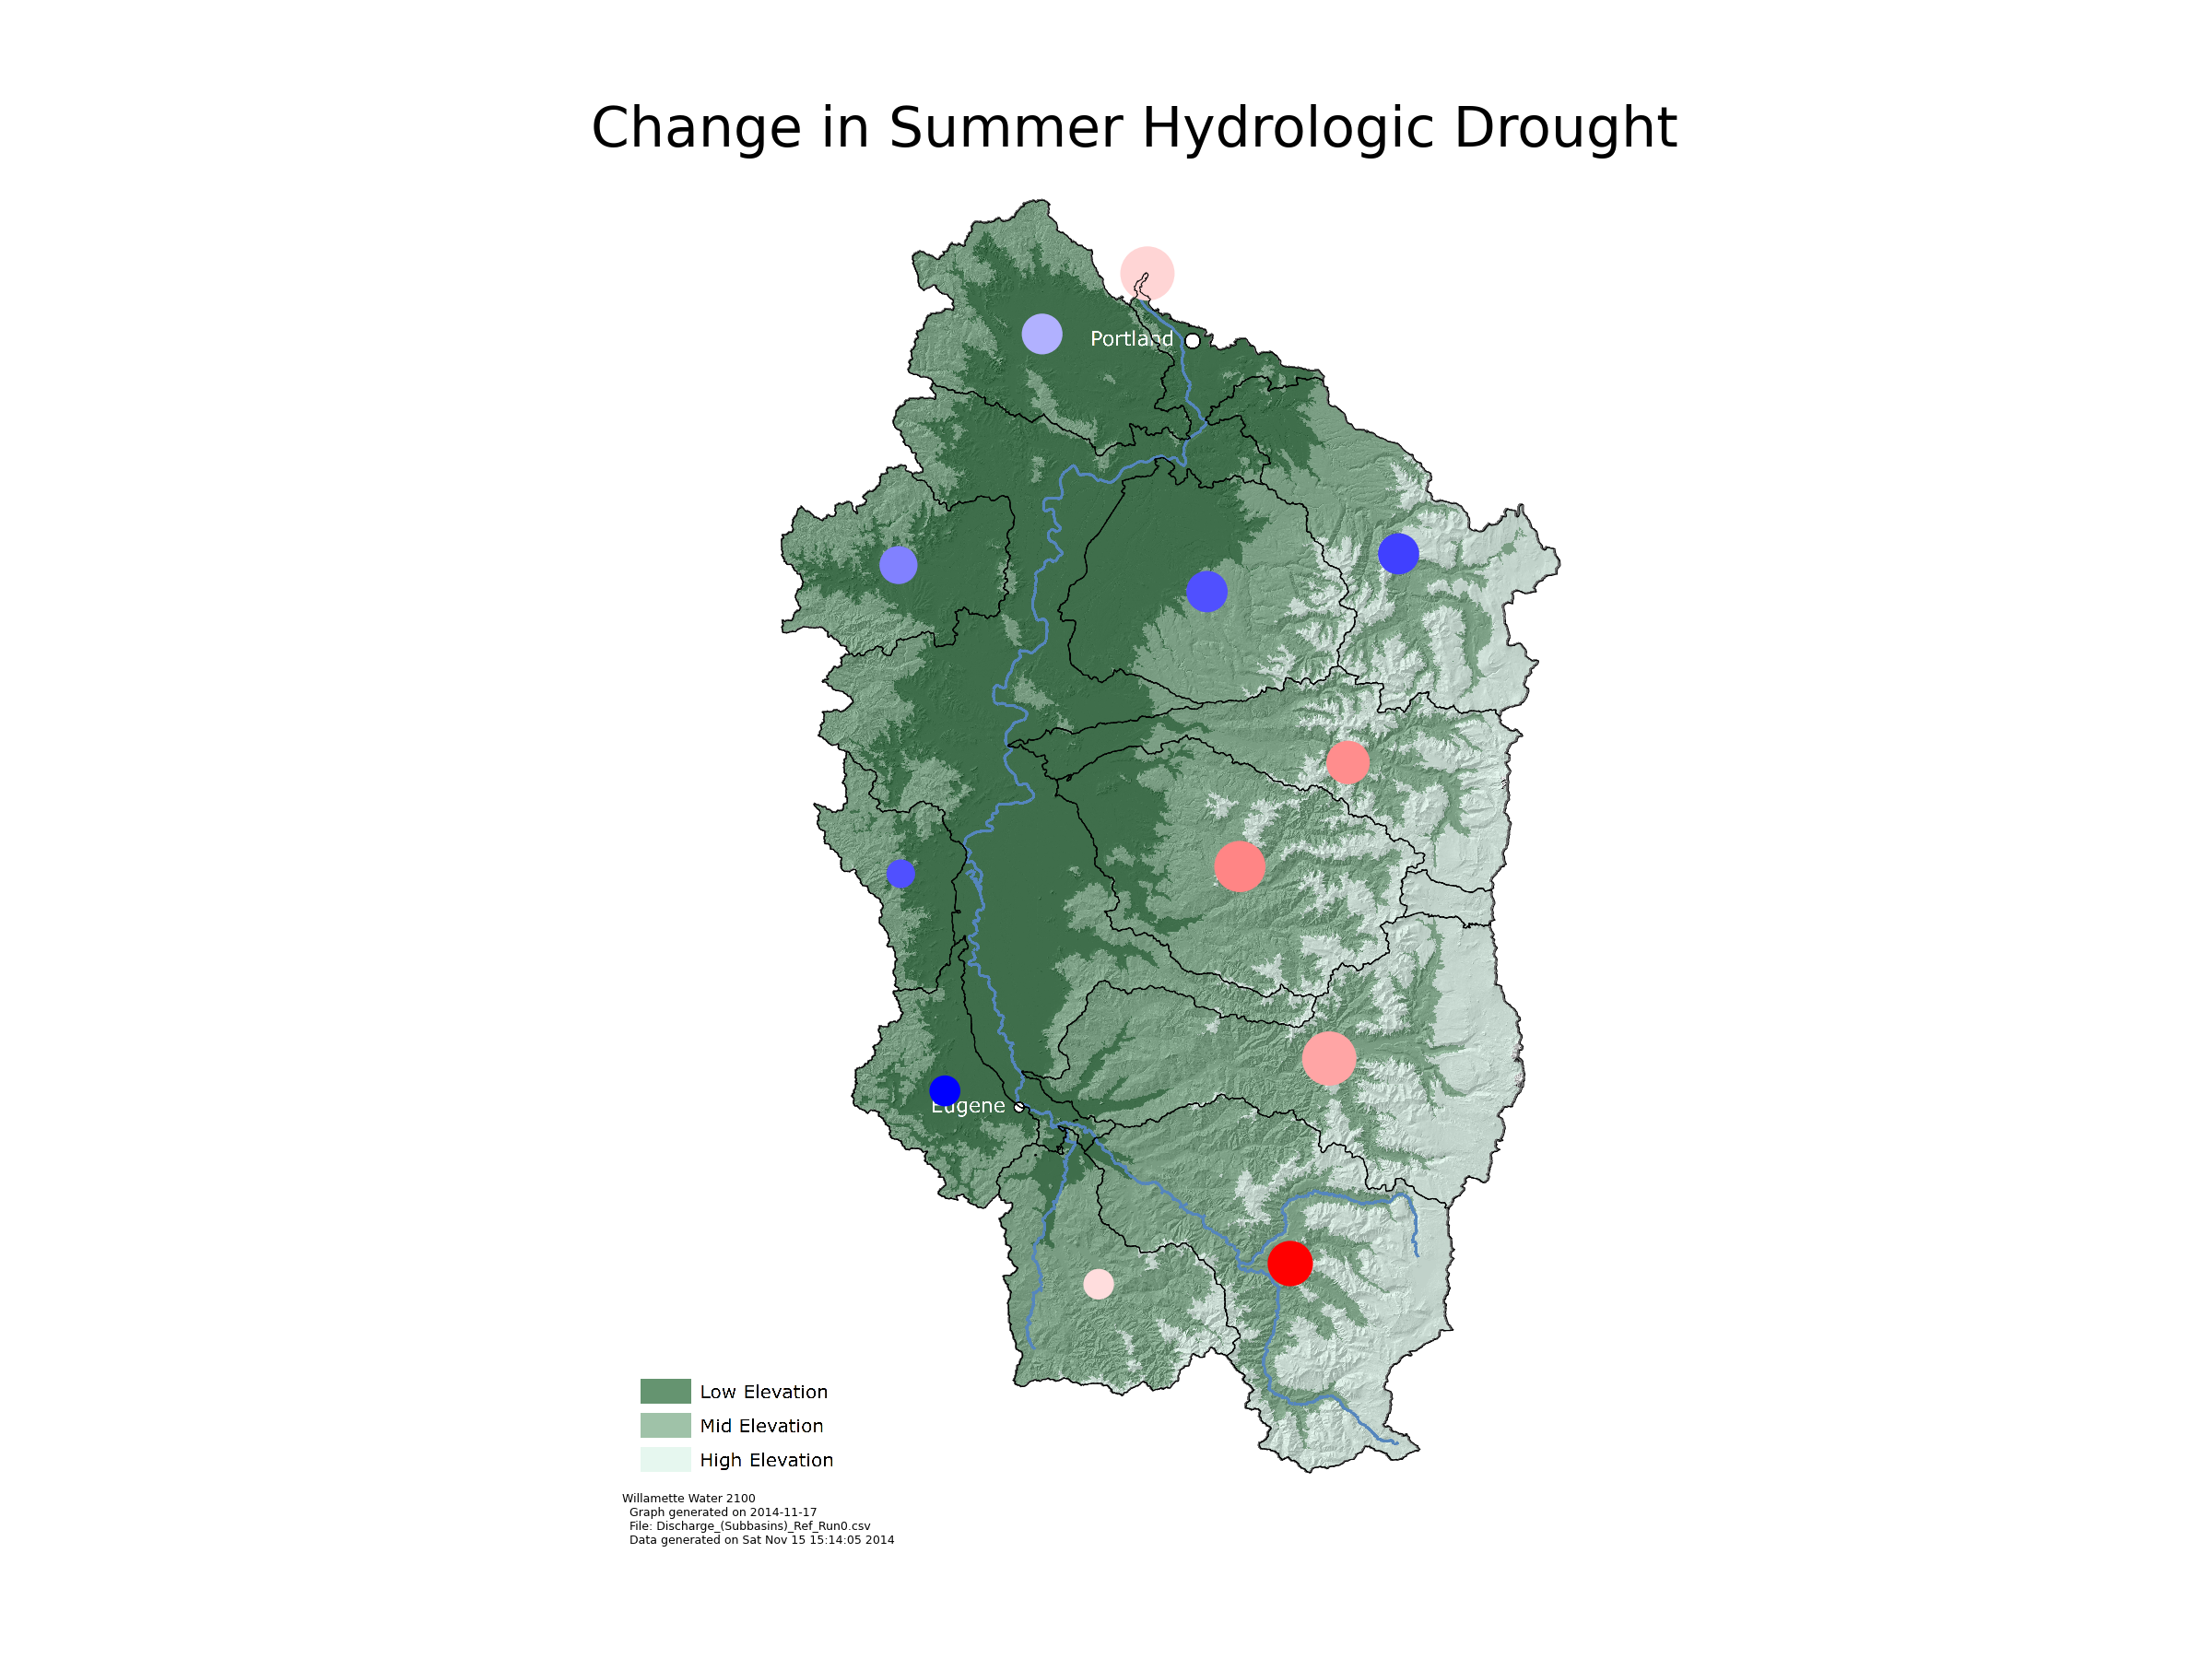 Change in Summer Hydrologic Drought
Portland
Eugene
Low Elevation
Mid Elevation
High Elevation
Willamette Water 2100
Graph generated on 2014-11-17
File: Discharge_(Subbasins)_Ref_Run0.csv
Data generated on Sat Nov 15 15:14:05 2014